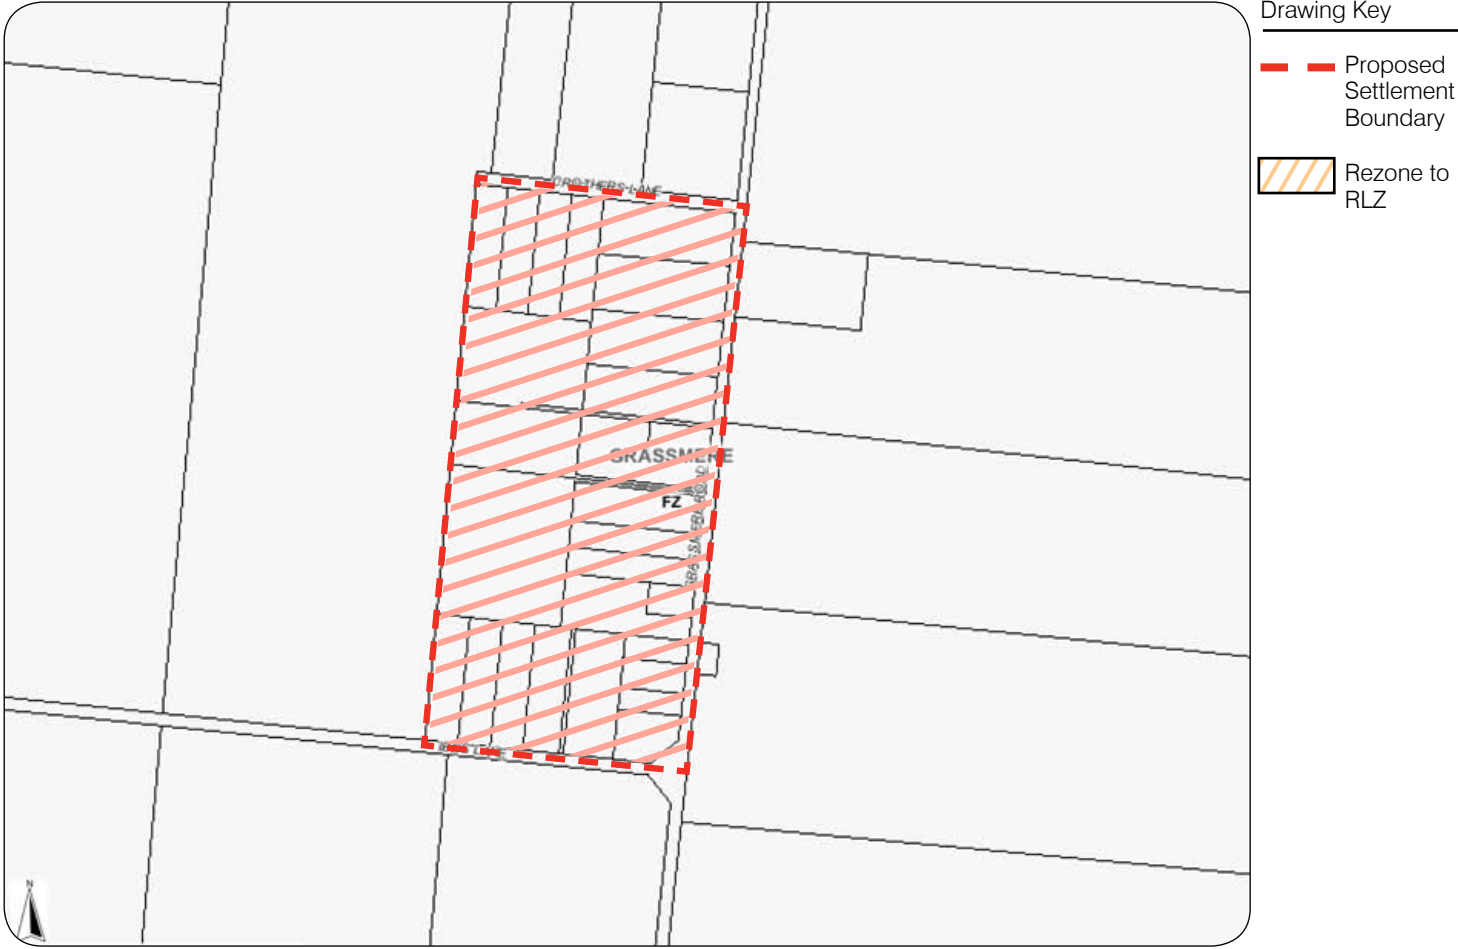 Drawing Key
Proposed
Settlement
Boundary
Rezone to
RLZ
GRASSMERE
FZ
N